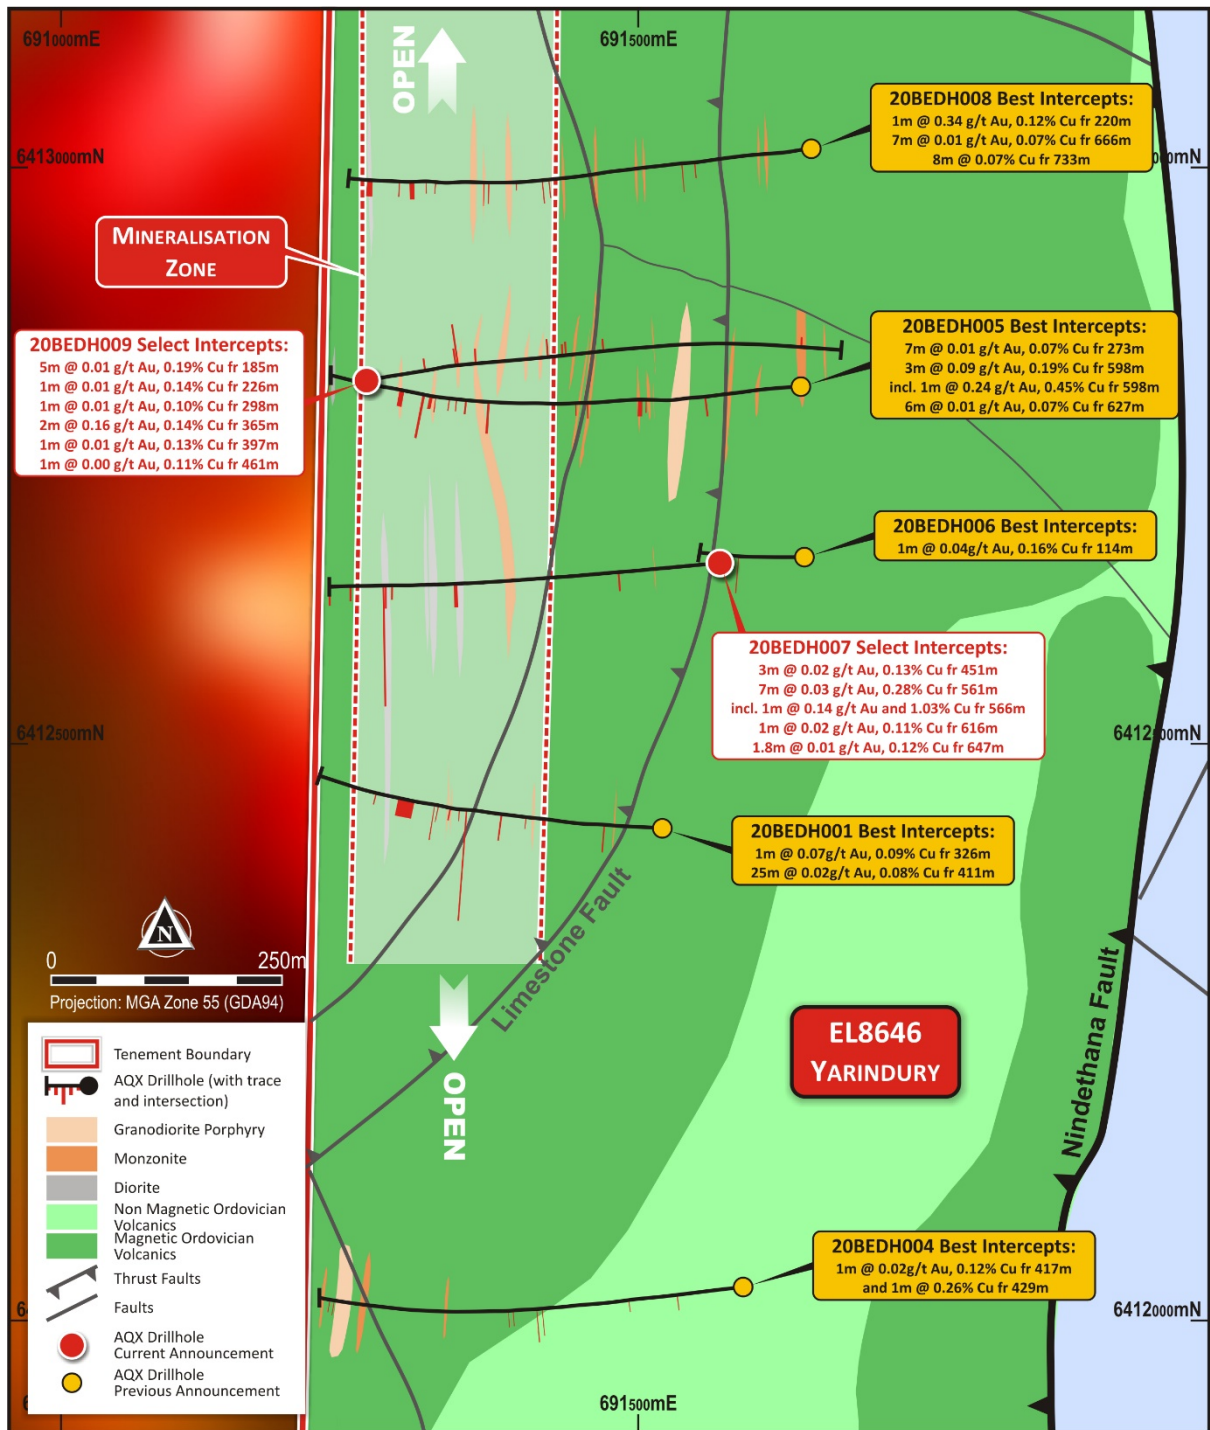 691000mE
691500mE
OPEN
20BEDH008 Best Intercepts:
1m @ 0.34 g/t Au, 0.12% Cu fr 220m
7m @ 0.01 g/t Au, 0.07% Cu fr 666m
8m @ 0.07% Cu fr 733m
6413000mN
MINERALISATION
ZONE
20BEDH009 Select Intercepts:
5m @ 0.01 g/t Au, 0.19% Cu fr 185m
1m @ 0.01 g/t Au, 0.14% Cu fr 226m
1m @ 0.01 g/t Au, 0.10% Cu fr 298m
2m @ 0.16 g/t Au, 0.14% Cu fr 365m
1m @ 0.01 g/t Au, 0.13% Cu fr 397m
1m @ 0.00 g/t Au, 0.11% Cu fr 461m
20BEDH005 Best Intercepts:
7m @ 0.01 g/t Au, 0.07% Cu fr 273m
3m @ 0.09 g/t Au, 0.19% Cu fr 598m
incl. 1m @ 0.24 g/t Au, 0.45% Cu fr 598m
6m @ 0.01 g/t Au, 0.07% Cu fr 627m
20BEDH006 Best Intercepts:
1m @ 0.04g/t Au, 0.16% Cu fr 114m
20BEDH007 Select Intercepts:
3m @ 0.02 g/t Au, 0.13% Cu fr 451m
7m @ 0.03 g/t Au, 0.28% Cu fr 561m
incl. 1m @ 0.14 g/t Au and 1.03% Cu fr 566m
1m @ 0.02 g/t Au, 0.11% Cu fr 616m
1.8m @ 0.01 g/t Au, 0.12% Cu fr 647m
6412500mN
20BEDH001 Best Intercepts:
1m @ 0.07g/t Au, 0.09% Cu fr 326m
25m @ 0.02g/t Au, 0.08% Cu fr 411m
Limestone Fault
Nindethana Fault
N
0
250m
Projection: MGA Zone 55 (GDA94)
OPEN
EL8646
YARINDURY
Tenement Boundary
AQX Drillhole (with trace
and intersection)
Granodiorite Porphyry
Monzonite
Diorite
Non Magnetic Ordovician
Volcanics
Magnetic Ordovician
Volcanics
Thrust Faults
Faults
AQX Drillhole
Current Announcement
AQX Drillhole
Previous Announcement
20BEDH004 Best Intercepts:
1m @ 0.02g/t Au, 0.12% Cu fr 417m
and 1m @ 0.26% Cu fr 429m
6412000mN
691500mE